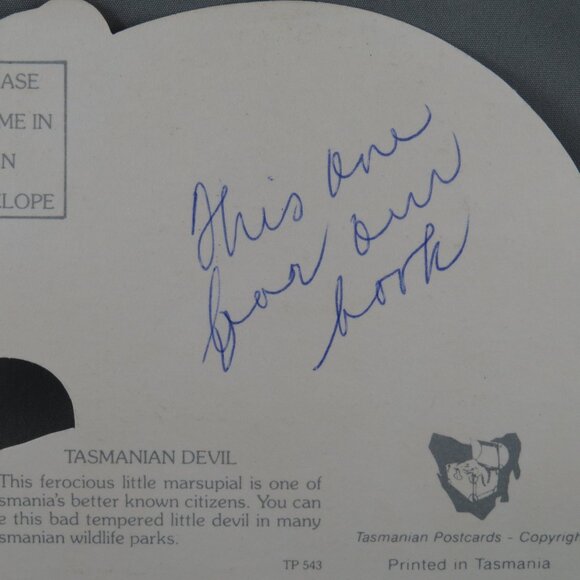 EASE
ME IN
N
ELOPE
This one
for our
book
TASMANIAN DEVIL
This ferocious little marsupial is one of
smania's better known citizens. You can
e this bad tempered little devil in many
smanian wildlife parks.
TP 543
Tasmanian Postcards - Copyrigh
Printed in Tasmania